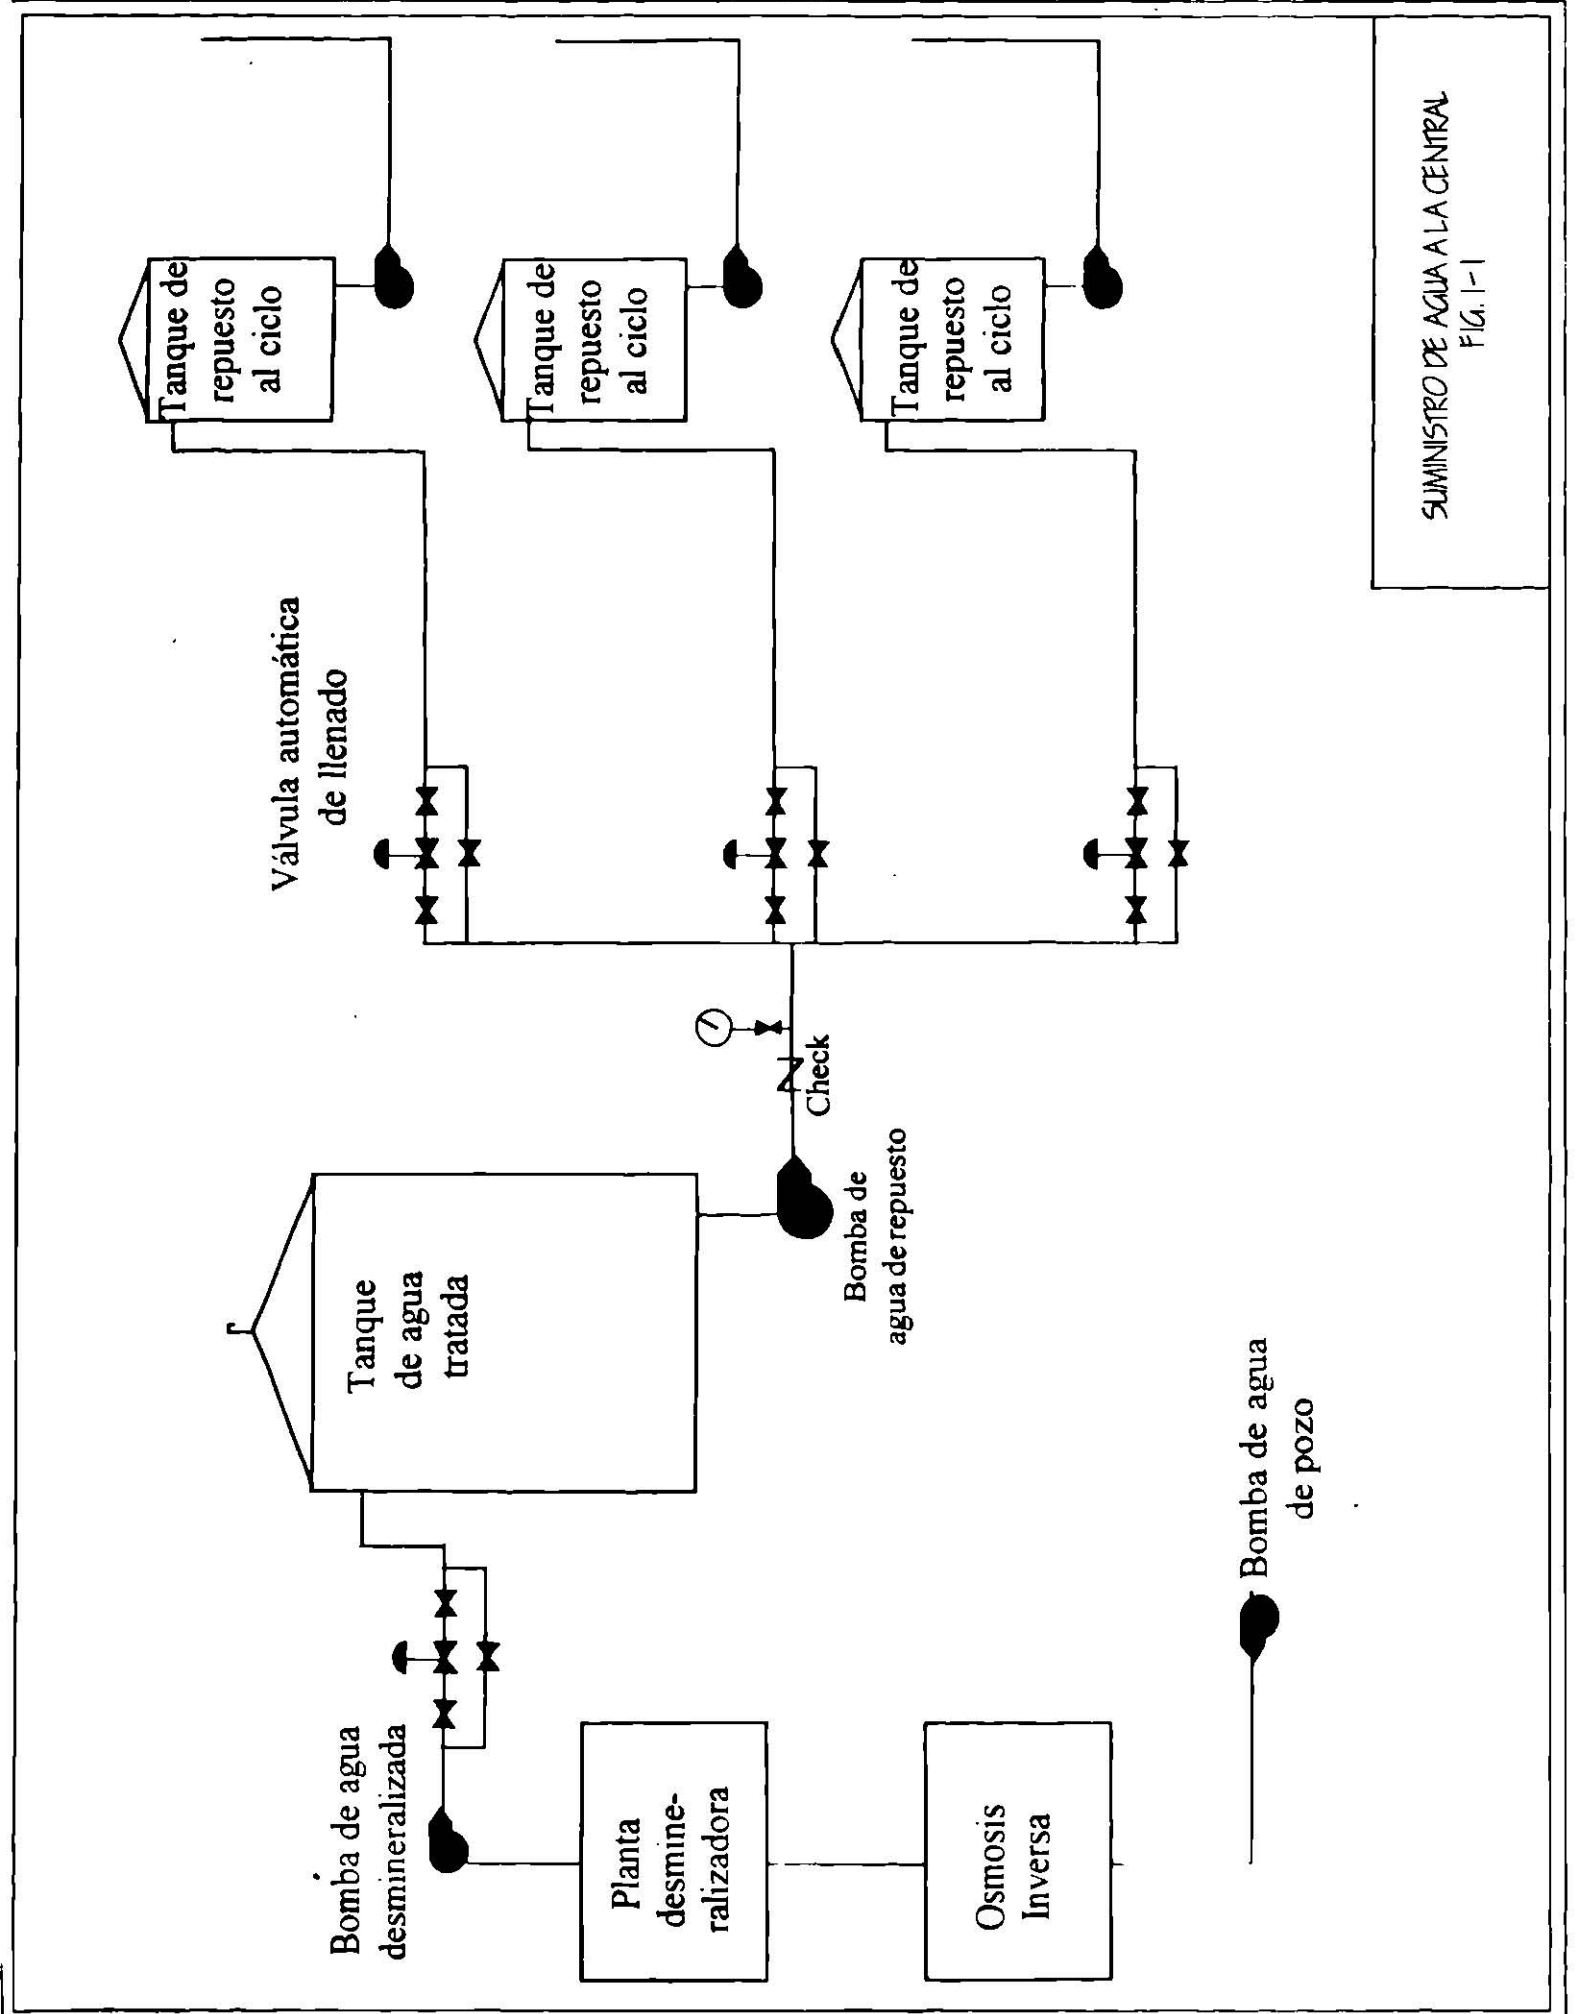 Bomba de agua
desmineralizada
Planta
desmine-
ralizadora
Osmosis
Inversa
Bomba de agua
de pozo
Tanque
de agua
tratada
Bomba de
agua de repuesto
Check
Válvula automática
de llenado
Tanque de
repuesto
al ciclo
Tanque de
repuesto
al ciclo
Tanque de
repuesto
al ciclo
SUMINISTRO DE AGUA A LA CENTRAL
FIG. 1-1